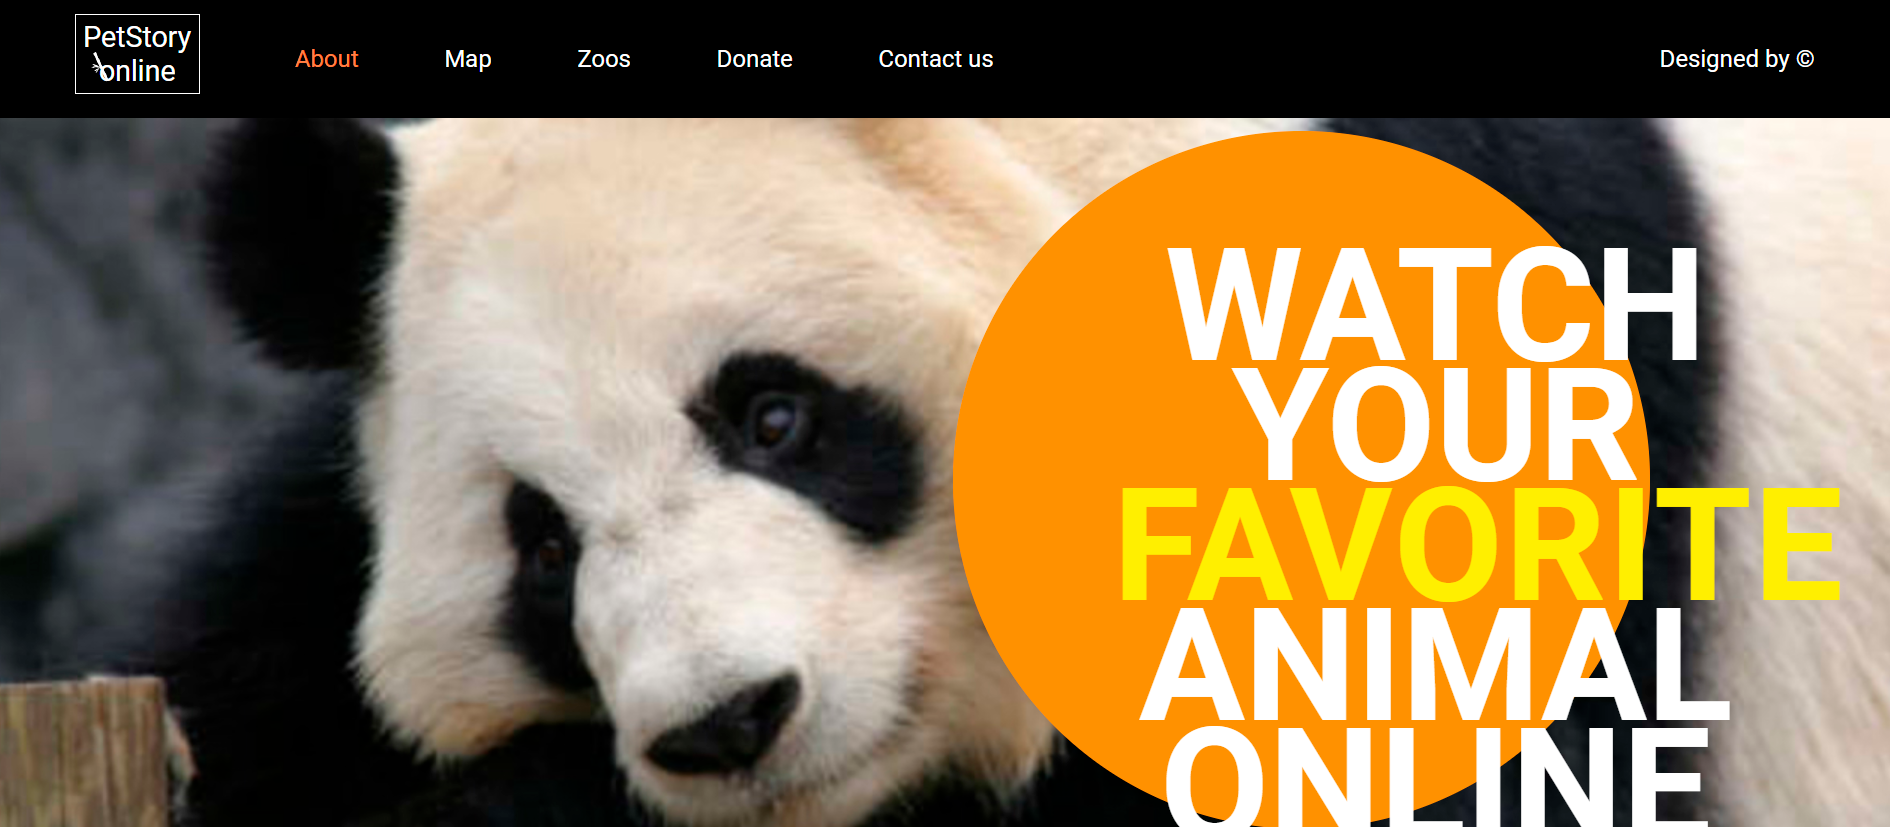 PetStory
online
About
Map
Zoos
Donate
Contact us
Designed by ©
WATCH
YOUR
FAVORITE
ANIMAL
ONLINE